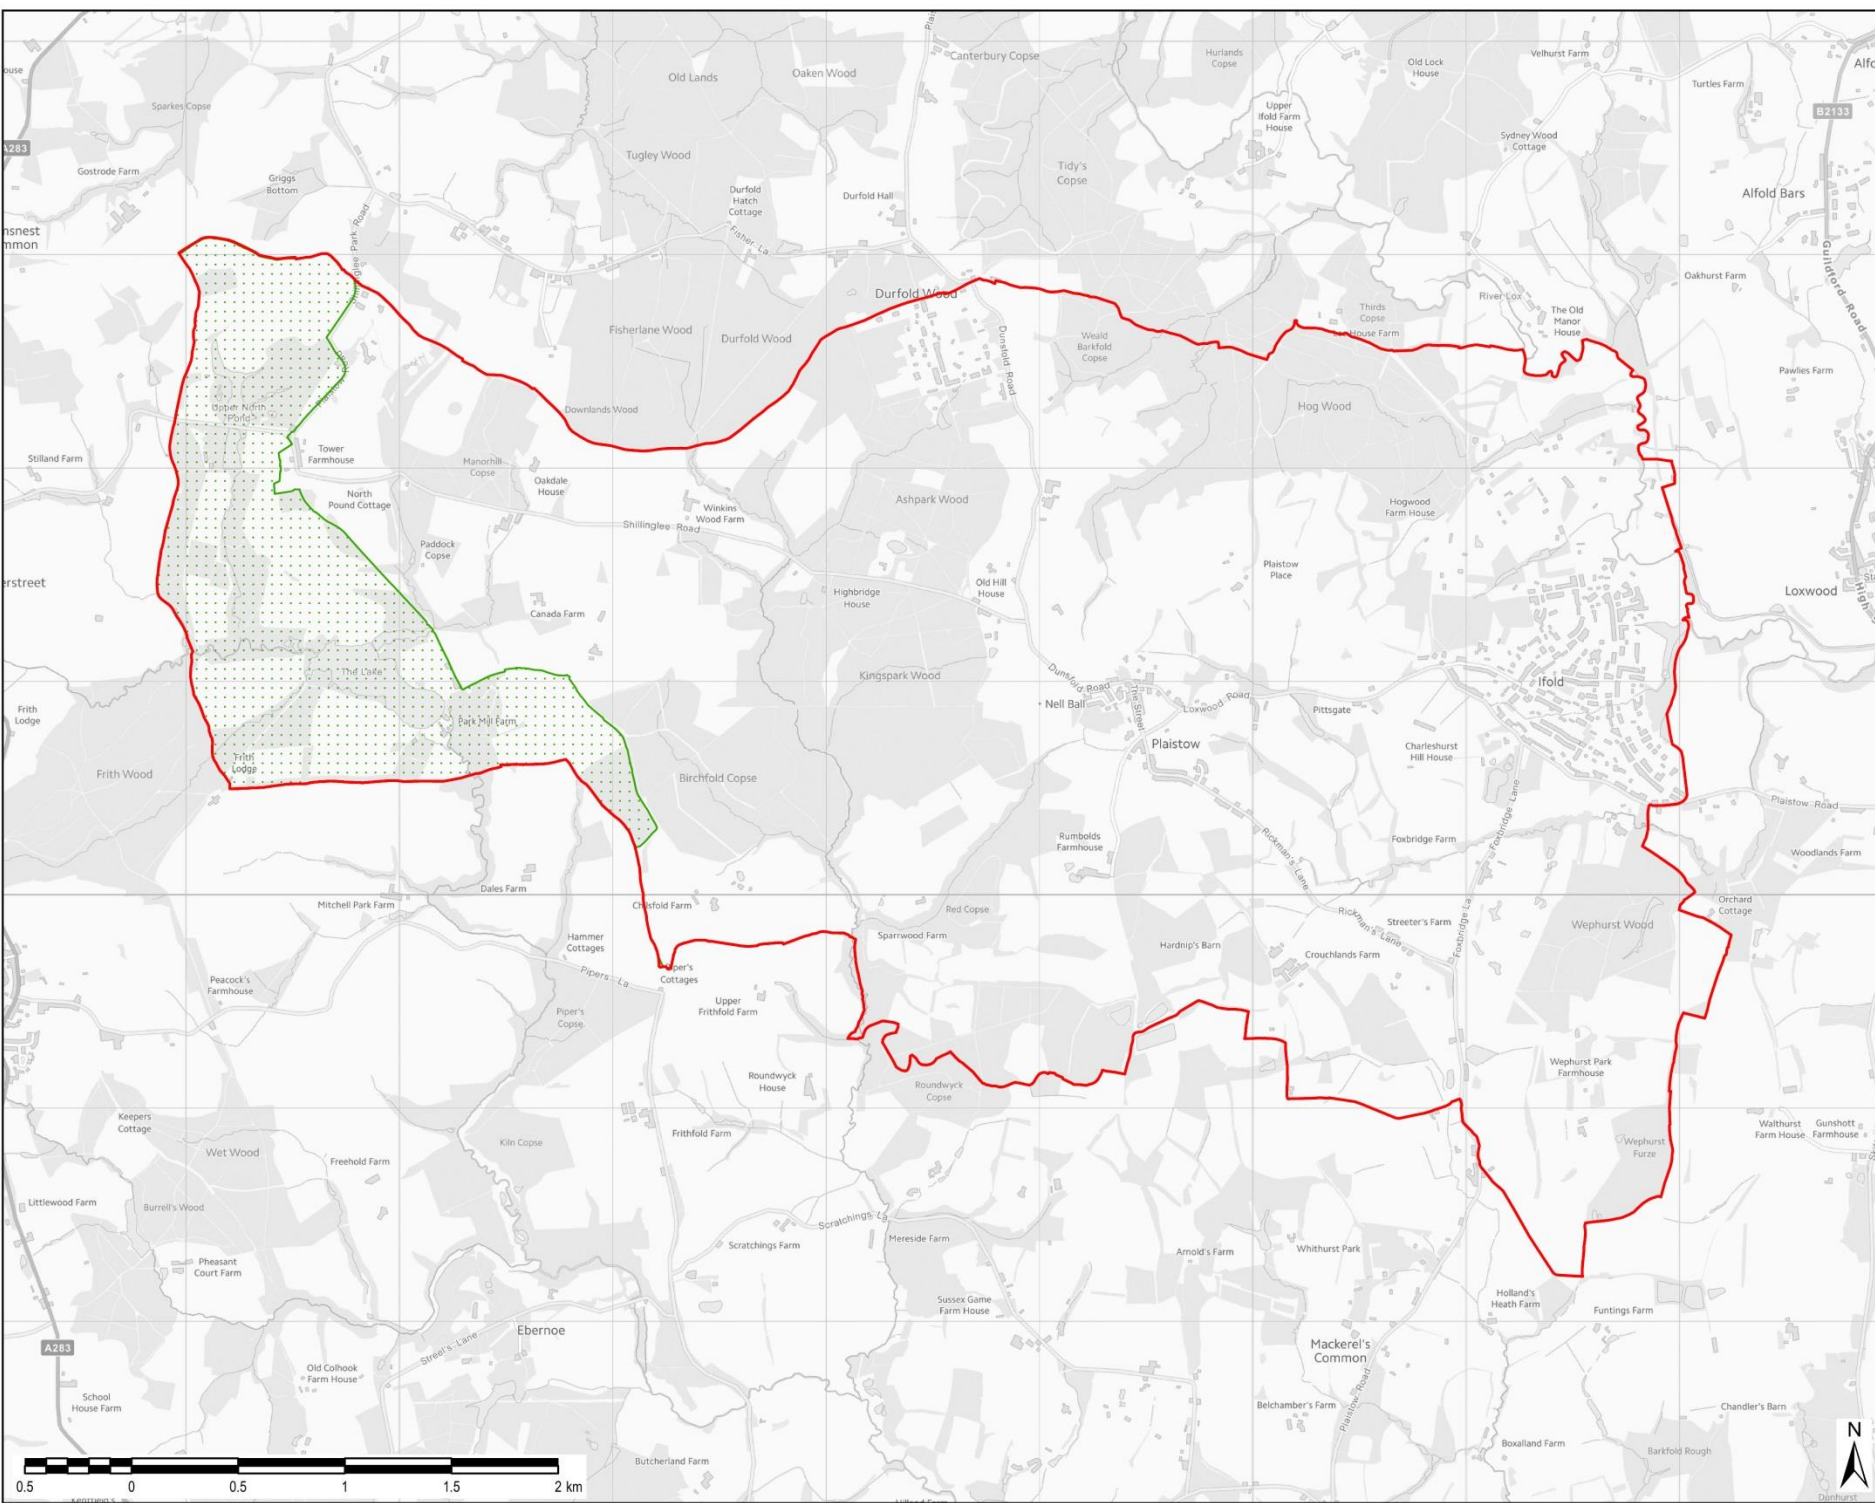 Canterbury Copse
Hurlands
Copse
Velhurst Farm
Old Lock
House
Old Lands
Oaken Wood
Turtles Farm
Sparkes Copse
Upper
Ifold Farm
House
B2133
Sydney Wood
Cottage
A283
Tugley Wood
Tidy's
Copse
Gostrode Farm
Griggs
Bottom
Durfold
Hatch
Cottage
Durfold Hall
Alfold Bars
Fisher La
Guildford Road
Oakhurst Farm
Durfold Wood
River Lox
The Old
Manor
House
Thirds
Copse
Fisherlane Wood
Durfold Wood
Dunsfold Road
Weald
Barkfold
Copse
Pawlies Farm
Upper North
Pond
Downlands Wood
Hog Wood
Stilland Farm
Tower
Farmhouse
Manorhill
Copse
Oakdale
House
North
Pound Cottage
Ashpark Wood
Hogwood
Farm House
Winkins
Wood Farm
Shillinglee Road
Paddock
Copse
Plaistow
Place
Highbridge
House
Old Hill
House
Canada Farm
Loxwood
The Lake
Kingspark Wood
Dunsfold Road
Ifold
Frith
Lodge
Nell Ball
The Street
Loxwood Road
Pittsgate
Park Mill Farm
Plaistow
Charleshurst
Hill House
Frith
Lodge
Frith Wood
Birchfold Copse
Foxbridge Lane
Plaistow Road
Rumbolds
Farmhouse
Rickman's Lane
Foxbridge Farm
Woodlands Farm
Dales Farm
Mitchell Park Farm
Chilsfold Farm
Red Copse
Orchard
Cottage
Rickman's Lane
Streeter's Farm
Wephurst Wood
Hammer
Cottages
Sparrwood Farm
Hardnip's Barn
Crouchlands Farm
Foxbridge La
Pipers La
Piper's
Cottages
Peacock's
Farmhouse
Upper
Frithfold Farm
Piper's
Copse
Roundwyck
House
Roundwyck
Copse
Wephurst Park
Farmhouse
Keepers
Cottage
Kiln Copse
Frithfold Farm
Walthurst
Farm House
Gunshott
Farmhouse
Wet Wood
Freehold Farm
Wephurst
Furze
Littlewood Farm
Burrell's Wood
Scratchings La
Scratchings Farm
Mereside Farm
Arnold's Farm
Whithurst Park
Pheasant
Court Farm
Sussex Game
Farm House
Holland's
Heath Farm
Funtings Farm
Ebernoe
Streel's Lane
A283
Mackerel's
Common
Old Colhook
Farm House
School
House Farm
Plaistow Road
Belchamber's Farm
Chandler's Barn
N
Boxalland Farm
Barkfold Rough
Butcherland Farm
0.5 0 0.5 1 1.5 2 km